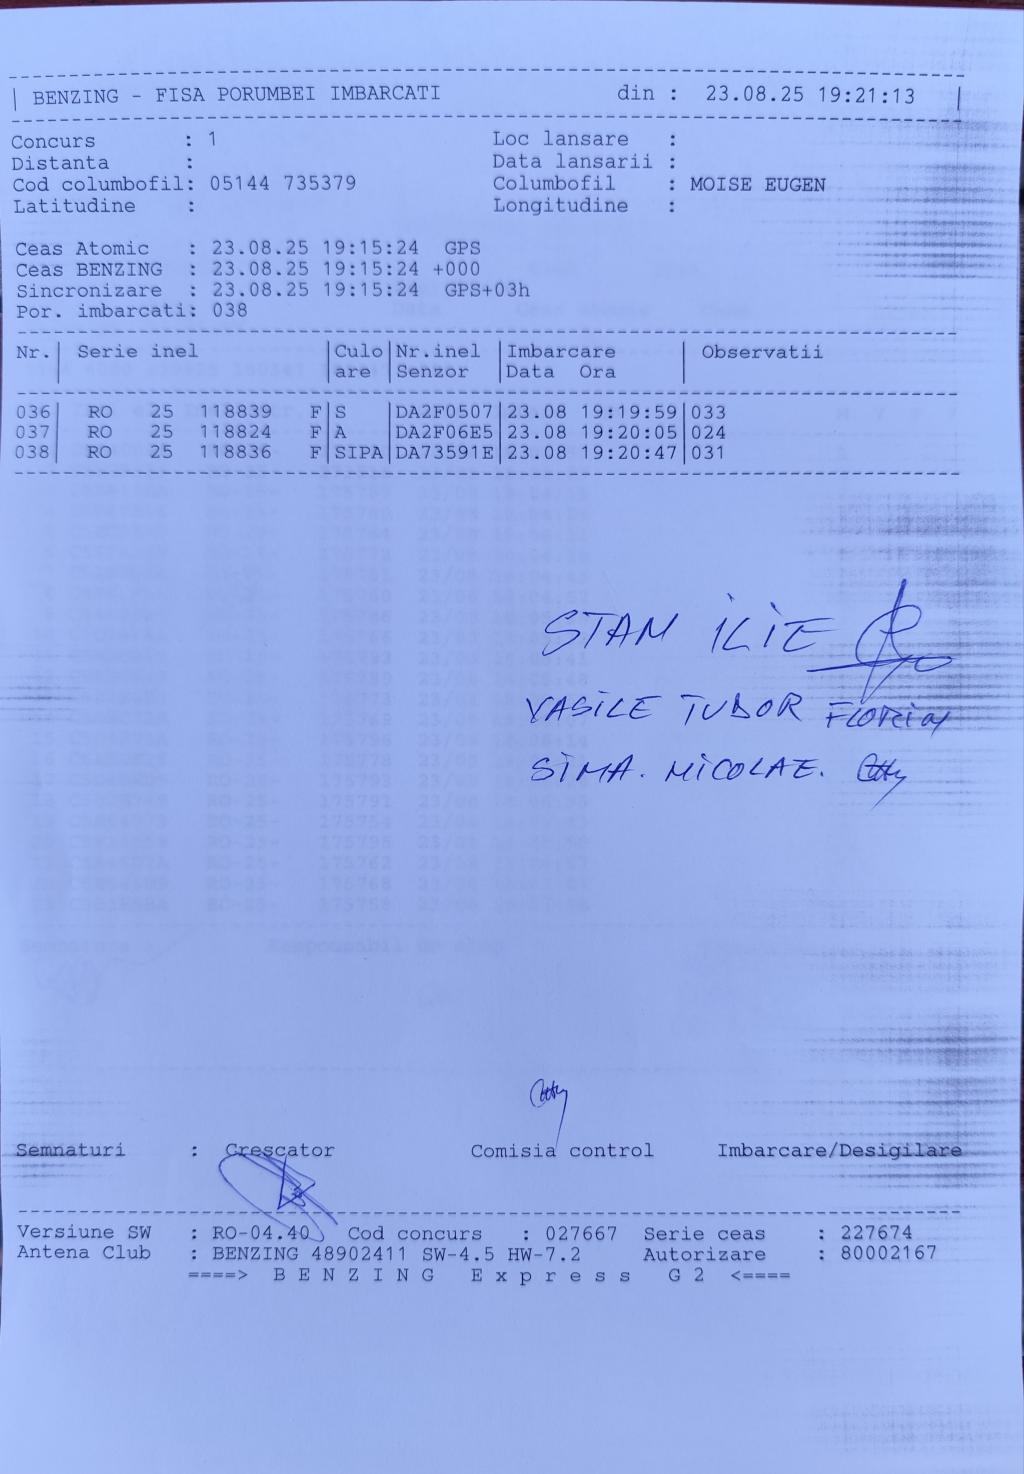 BENZING - FISA PORUMBEI IMBARCATI din : 23.08.25 19:21:13
Concurs : 1 Loc lansare :
Distanta : Data lansarii :
Cod columbofil: 05144 735379 Columbofil : MOISE EUGEN
Latitudine : Longitudine :
Ceas Atomic : 23.08.25 19:15:24 GPS
Ceas BENZING : 23.08.25 19:15:24 +000
Sincronizare : 23.08.25 19:15:24 GPS+03h
Por. imbarcati: 038
Nr.| Serie inel |Culo|Nr.inel |Imbarcare | Observatii
| |are |Senzor |Data Ora |
036| RO 25 118839 F|S |DA2F0507|23.08 19:19:59|033
037| RO 25 118824 F|A |DA2F06E5|23.08 19:20:05|024
038| RO 25 118836 F|SIPA|DA73591E|23.08 19:20:47|031
STAN ILIE
VASILE TUDOR FLORIN
SIMA. NICOLAE.
Semnaturi : Crescator Comisia control Imbarcare/Desigilare
Versiune SW : RO-04.40 Cod concurs : 027667 Serie ceas : 227674
Antena Club : BENZING 48902411 SW-4.5 HW-7.2 Autorizare : 80002167
====> B E N Z I N G E x p r e s s G 2 <====